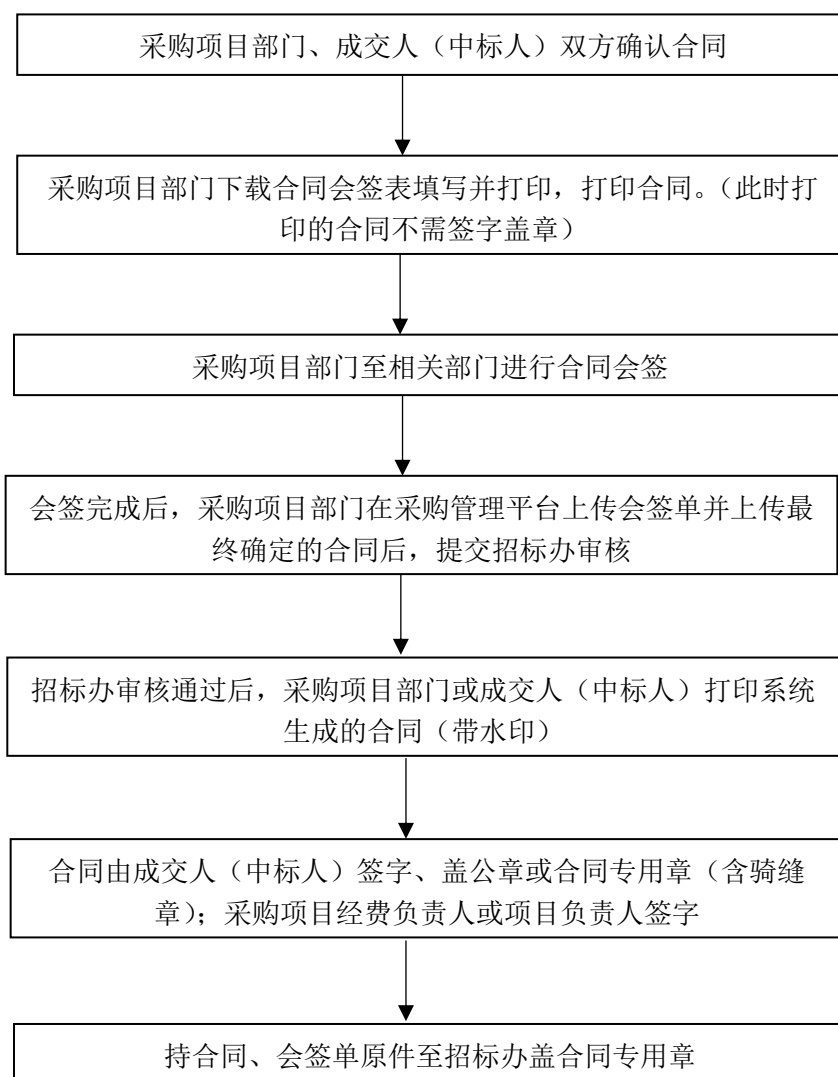 采购项目部门、成交人（中标人）双方确认合同
采购项目部门下载合同会签表填写并打印，打印合同。（此时打
印的合同不需签字盖章）
采购项目部门至相关部门进行合同会签
会签完成后，采购项目部门在采购管理平台上传会签单并上传最
终确定的合同后，提交招标办审核
招标办审核通过后，采购项目部门或成交人（中标人）打印系统
生成的合同（带水印）
合同由成交人（中标人）签字、盖公章或合同专用章（含骑缝
章）；采购项目经费负责人或项目负责人签字
持合同、会签单原件至招标办盖合同专用章